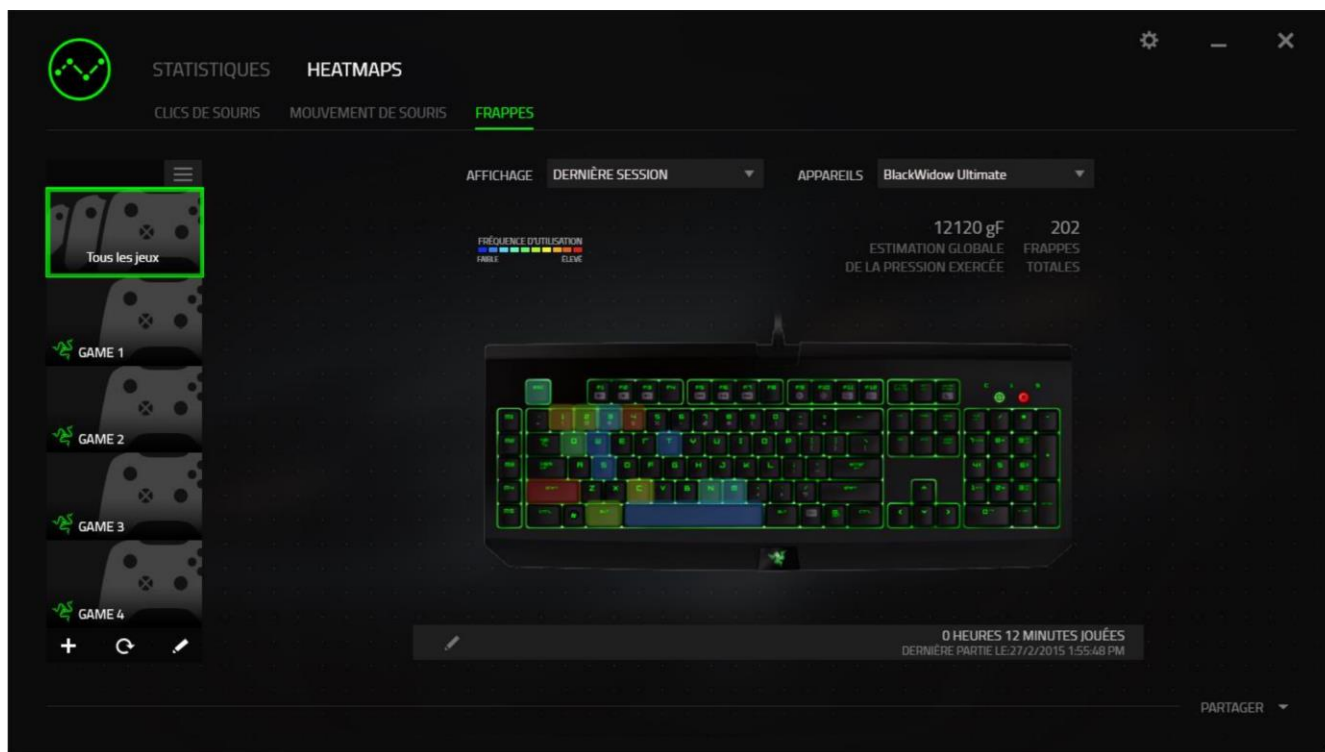 STATISTIQUES HEATMAPS
CLICS DE SOURIS MOUVEMENT DE SOURIS FRAPPES
AFFICHAGE DERNIÈRE SESSION APPAREILS BlackWidow Ultimate
Tous les jeux
GAME 1
GAME 2
GAME 3
GAME 4
FRÉQUENCE D'UTILISATION
FAIBLE ÉLEVÉ
12120 gF 202
ESTIMATION GLOBALE FRAPPES
DE LA PRESSION EXERCÉE TOTALES
0 HEURES 12 MINUTES JOUÉES
DERNIÈRE PARTIE LE:27/2/2015 1:55:48 PM
PARTAGER